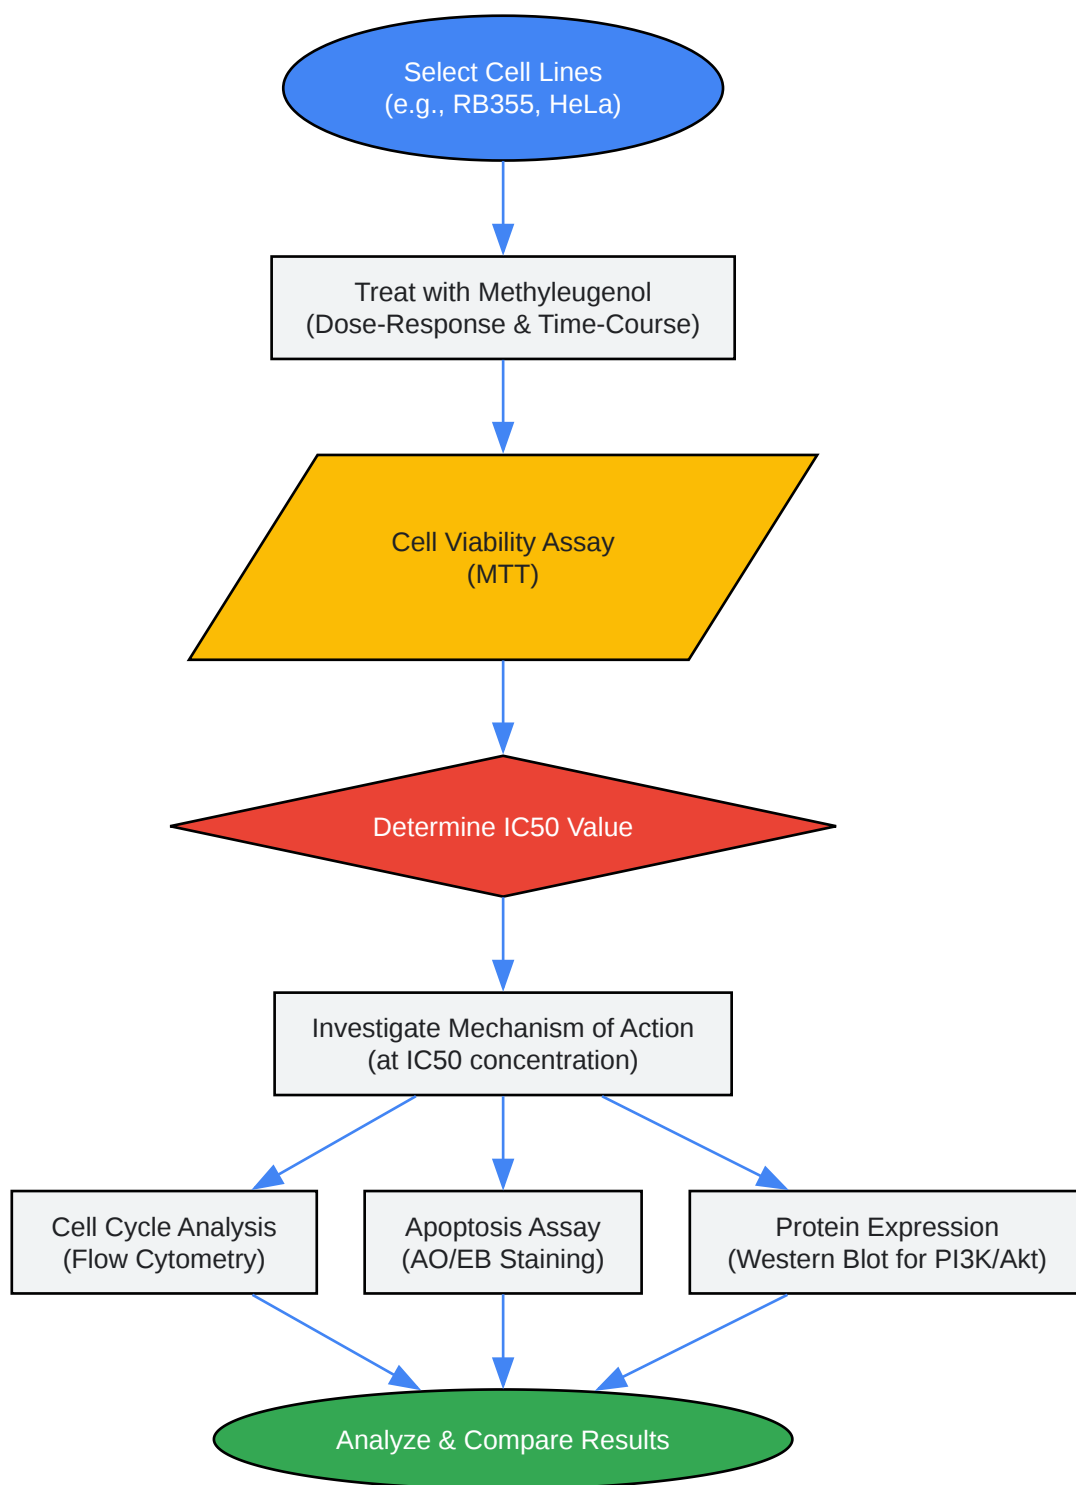 Select Cell Lines
(e.g., RB355, HeLa)
Treat with Methyleugenol
(Dose-Response & Time-Course)
Cell Viability Assay
(MTT)
Determine IC50 Value
Investigate Mechanism of Action
(at IC50 concentration)
Cell Cycle Analysis
(Flow Cytometry)
Apoptosis Assay
(AO/EB Staining)
Protein Expression
(Western Blot for PI3K/Akt)
Analyze & Compare Results